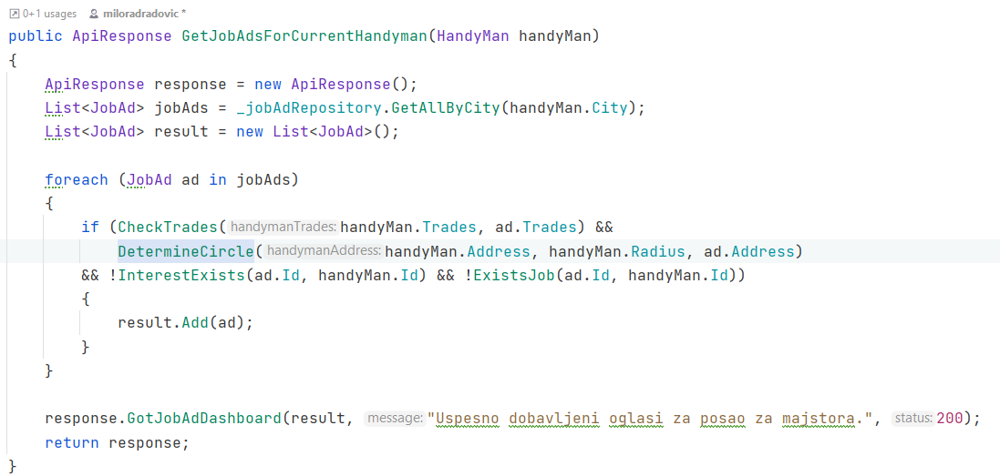 0+1 usages miloradradovic *
public ApiResponse GetJobAdsForCurrentHandyman(HandyMan handyMan)
{
ApiResponse response = new ApiResponse();
List<JobAd> jobAds = _jobAdRepository.GetAllByCity(handyMan.City);
List<JobAd> result = new List<JobAd>();
foreach (JobAd ad in jobAds)
{
if (CheckTrades( handymanTrades: handyMan.Trades, ad.Trades) &&
DetermineCircle( handymanAddress: handyMan.Address, handyMan.Radius, ad.Address)
&& !InterestExists(ad.Id, handyMan.Id) && !ExistsJob(ad.Id, handyMan.Id))
{
result.Add(ad);
}
}
response.GotJobAdDashboard(result, message: "Uspesno dobavljeni oglasi za posao za majstora.", status: 200);
return response;
}